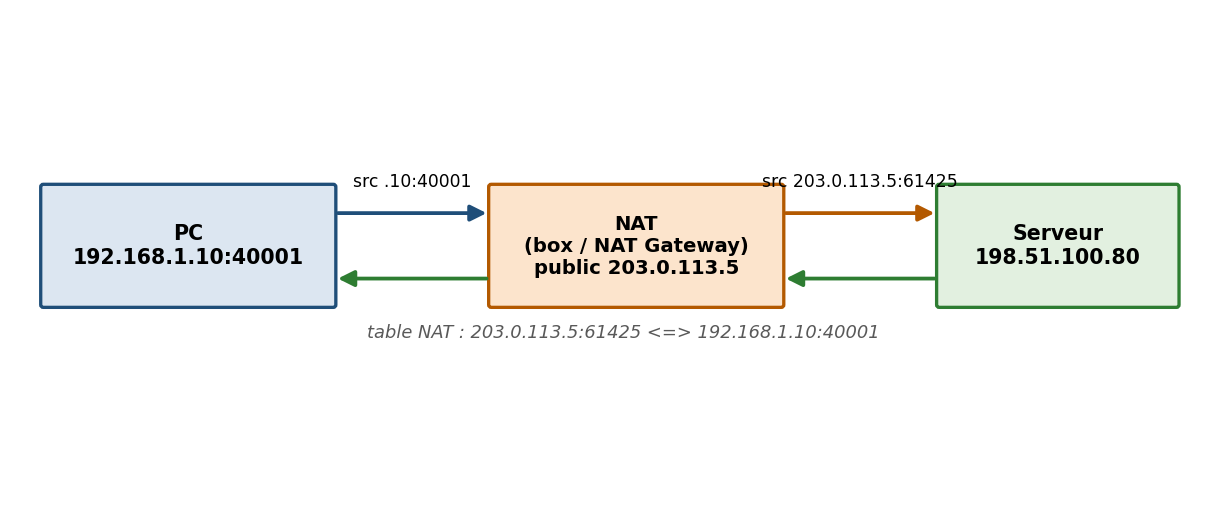 src .10:40001
src 203.0.113.5:61425
PC
192.168.1.10:40001
NAT
(box / NAT Gateway)
public 203.0.113.5
Serveur
198.51.100.80
table NAT : 203.0.113.5:61425 <=> 192.168.1.10:40001